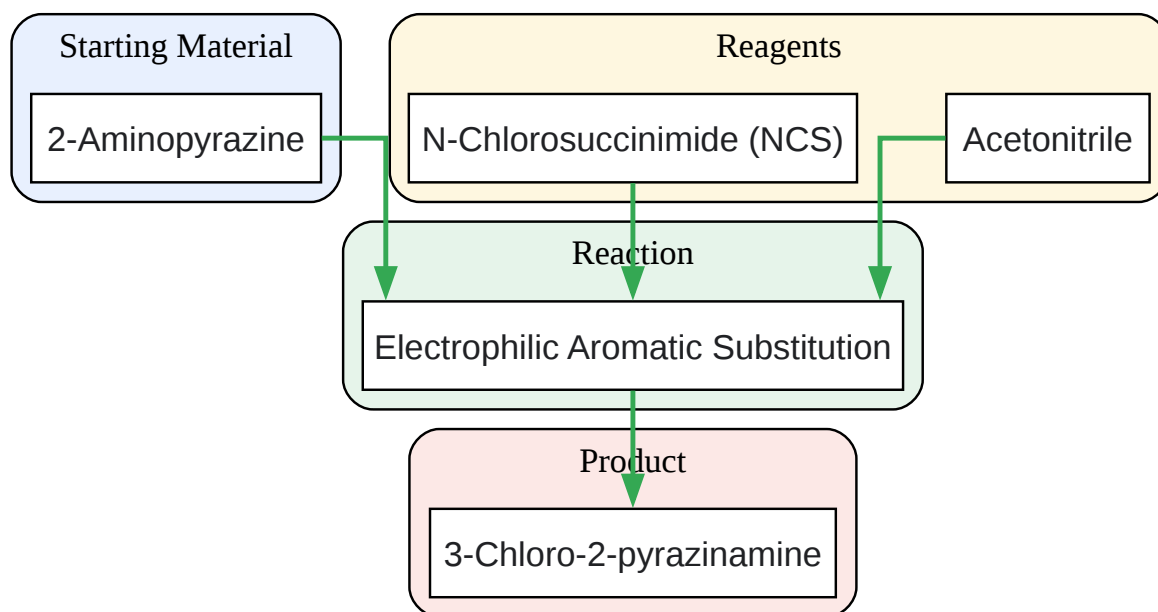 Starting Material
Reagents
2-Aminopyrazine
N-Chlorosuccinimide (NCS)
Acetonitrile
Reaction
Electrophilic Aromatic Substitution
Product
3-Chloro-2-pyrazinamine